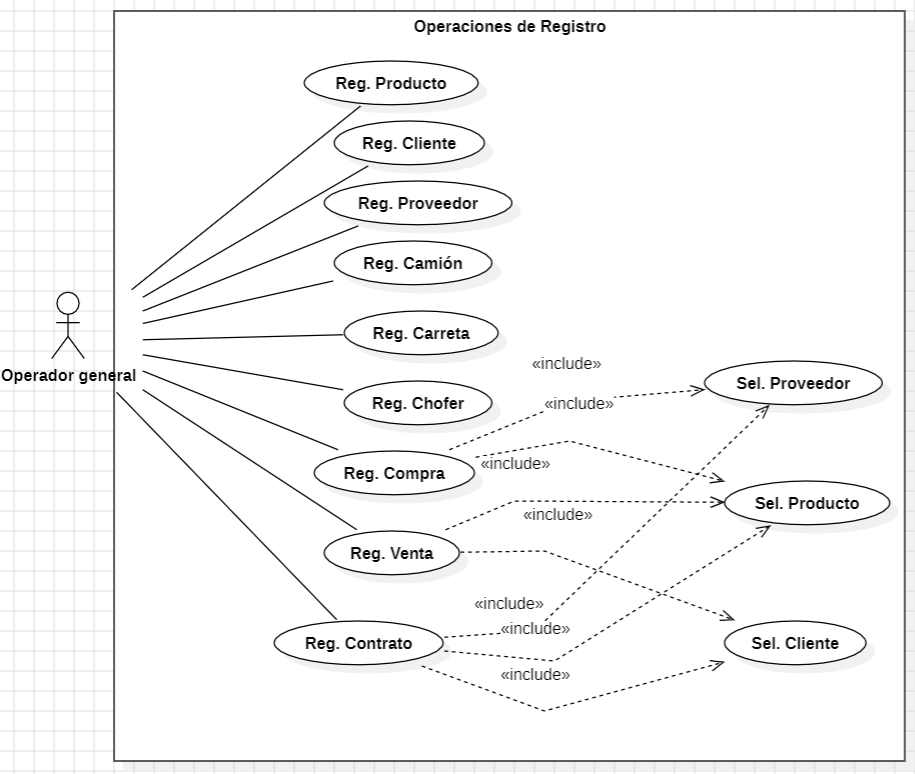 Operaciones de Registro
Reg. Producto
Reg. Cliente
Reg. Proveedor
Reg. Camión
Reg. Carreta
Operador general
Reg. Chofer
Reg. Compra
Reg. Venta
Reg. Contrato
«include»
«include»
«include»
«include»
«include»
«include»
«include»
Sel. Proveedor
Sel. Producto
Sel. Cliente